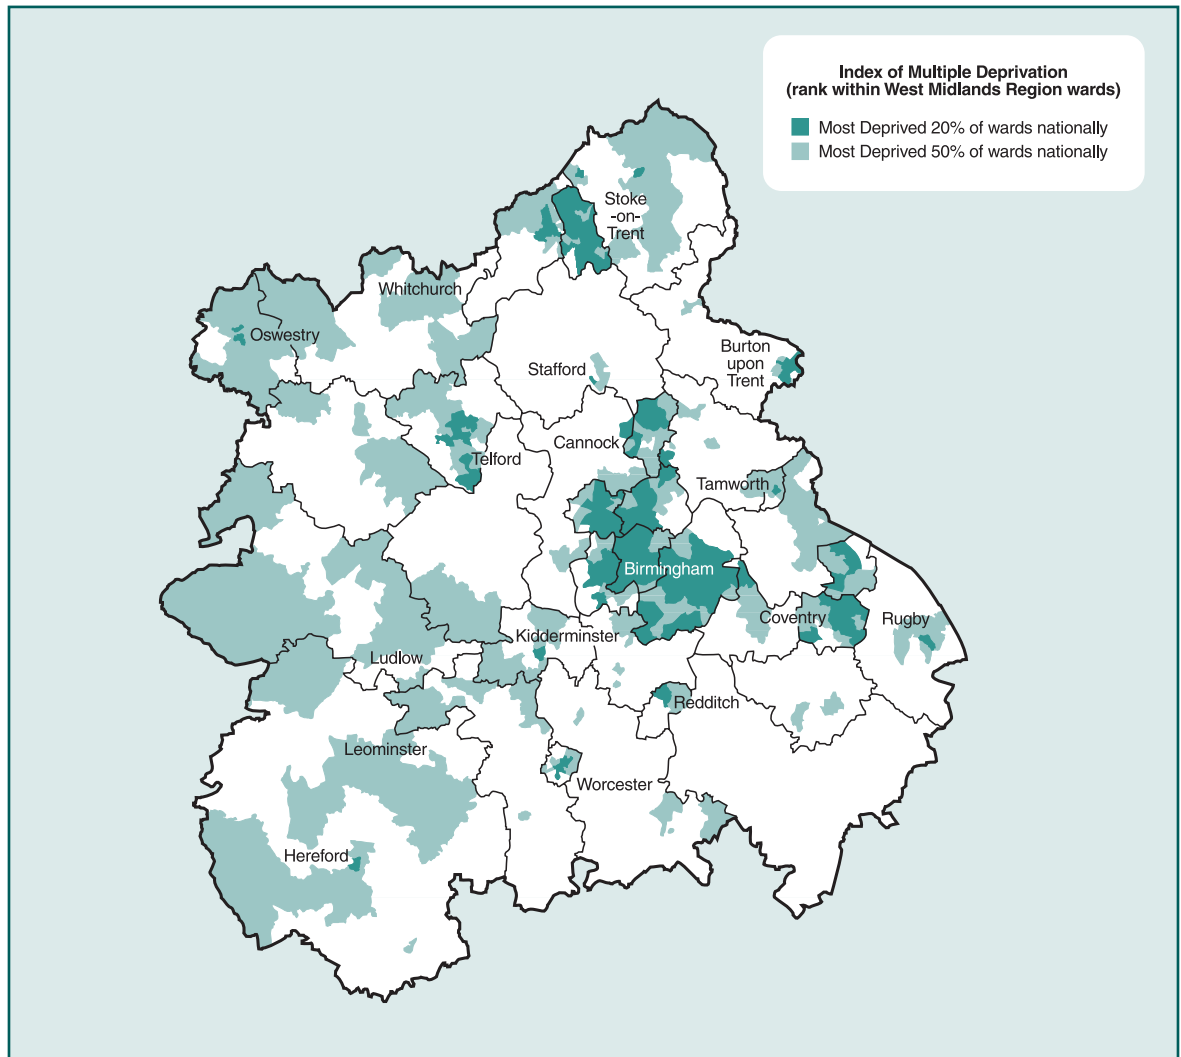 Index of Multiple Deprivation
(rank within West Midlands Region wards)
Most Deprived 20% of wards nationally
Most Deprived 50% of wards nationally
Stoke
-on-
Trent
Whitchurch
Oswestry
Burton
upon
Trent
Stafford
Cannock
Telford
Tamworth
Birmingham
Coventry
Rugby
Kidderminster
Ludlow
Redditch
Leominster
Worcester
Hereford